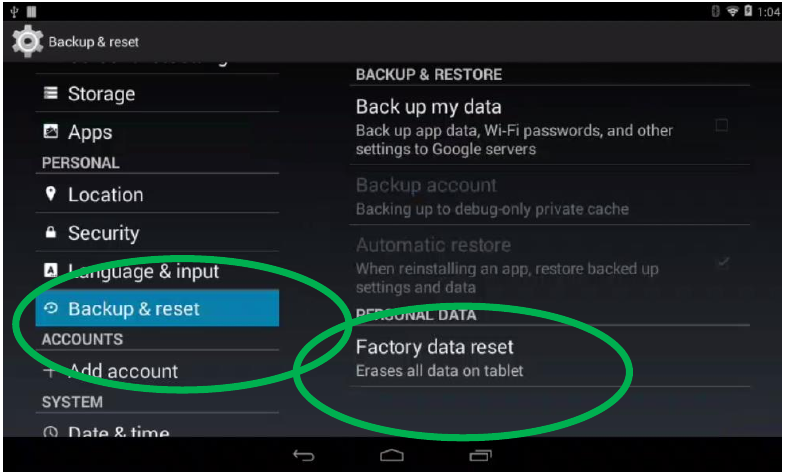 1:04
Backup & reset
Storage
Apps
PERSONAL
Location
Security
Language & input
Backup & reset
ACCOUNTS
Add account
SYSTEM
Date & time
BACKUP & RESTORE
Back up my data
Back up app data, Wi-Fi passwords, and other
settings to Google servers
Backup account
Backing up to debug-only private cache
Automatic restore
When reinstalling an app, restore backed up
settings and data
PERSONAL DATA
Factory data reset
Erases all data on tablet